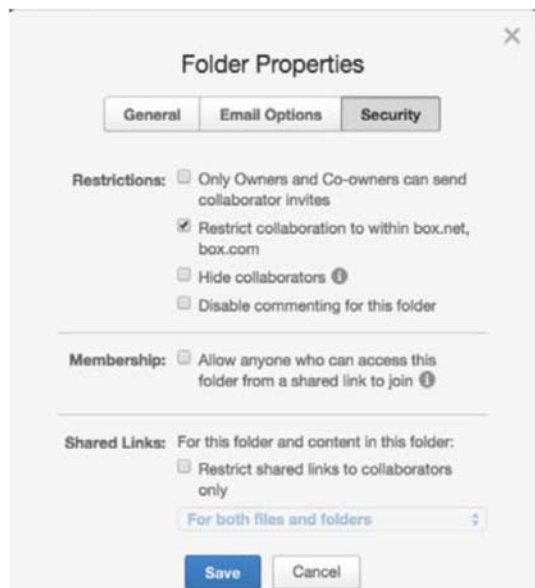 Folder Properties
General Email Options Security
Restrictions: Only Owners and Co-owners can send
collaborator invites
Restrict collaboration to within box.net,
box.com
Hide collaborators
Disable commenting for this folder
Membership: Allow anyone who can access this
folder from a shared link to join
Shared Links: For this folder and content in this folder:
Restrict shared links to collaborators
only
For both files and folders
Save Cancel